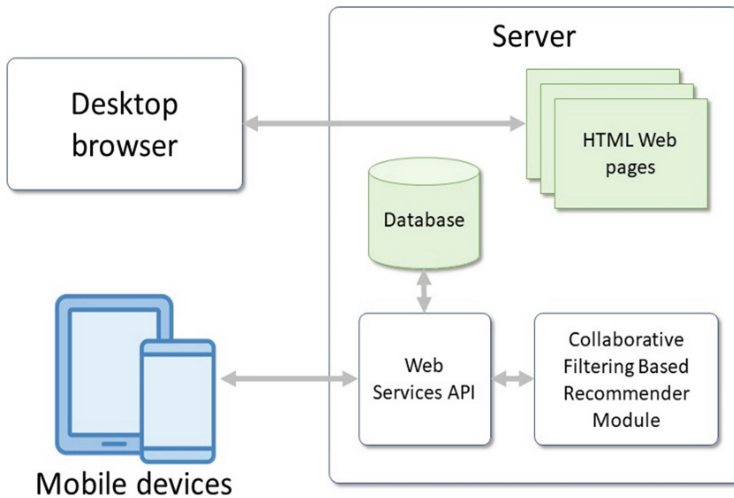 Server
Desktop
browser
HTML Web
pages
Database
Web
Services API
Collaborative
Filtering Based
Recommender
Module
Mobile devices